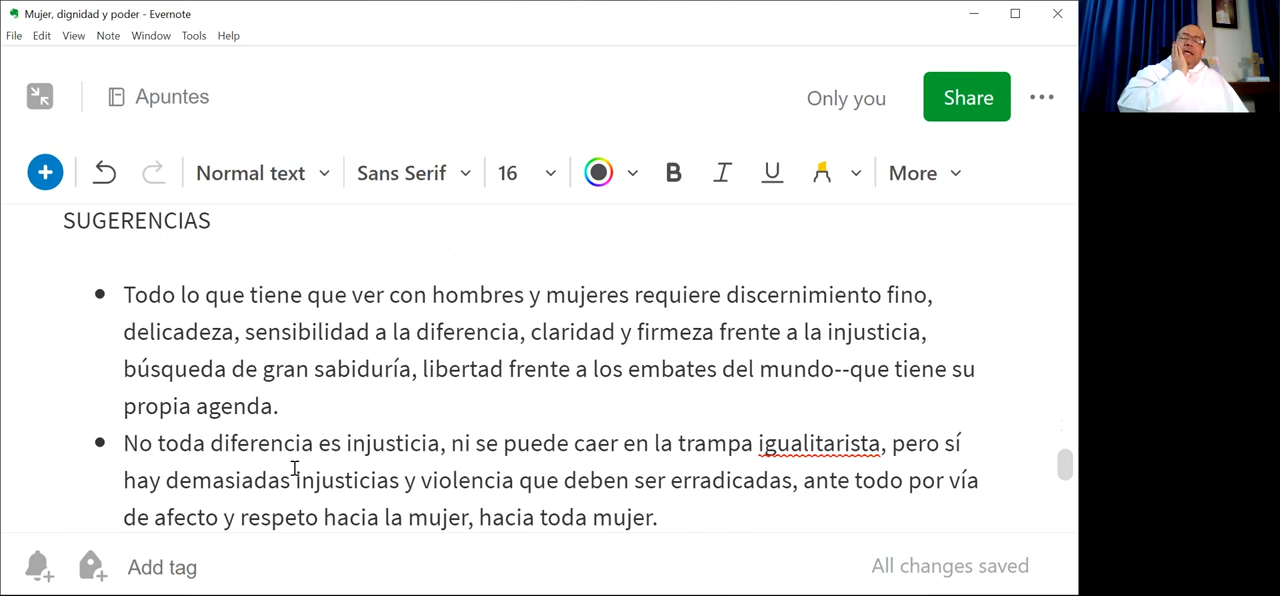 Mujer, dignidad y poder - Evernote
File Edit View Note Window Tools Help
Apuntes
Only you
Share
Normal text
Sans Serif
16
B I U
More
SUGERENCIAS
Todo lo que tiene que ver con hombres y mujeres requiere discernimiento fino,
delicadeza, sensibilidad a la diferencia, claridad y firmeza frente a la injusticia,
búsqueda de gran sabiduría, libertad frente a los embates del mundo--que tiene su
propia agenda.
No toda diferencia es injusticia, ni se puede caer en la trampa igualitarista, pero sí
hay demasiadas injusticias y violencia que deben ser erradicadas, ante todo por vía
de afecto y respeto hacia la mujer, hacia toda mujer.
Add tag
All changes saved